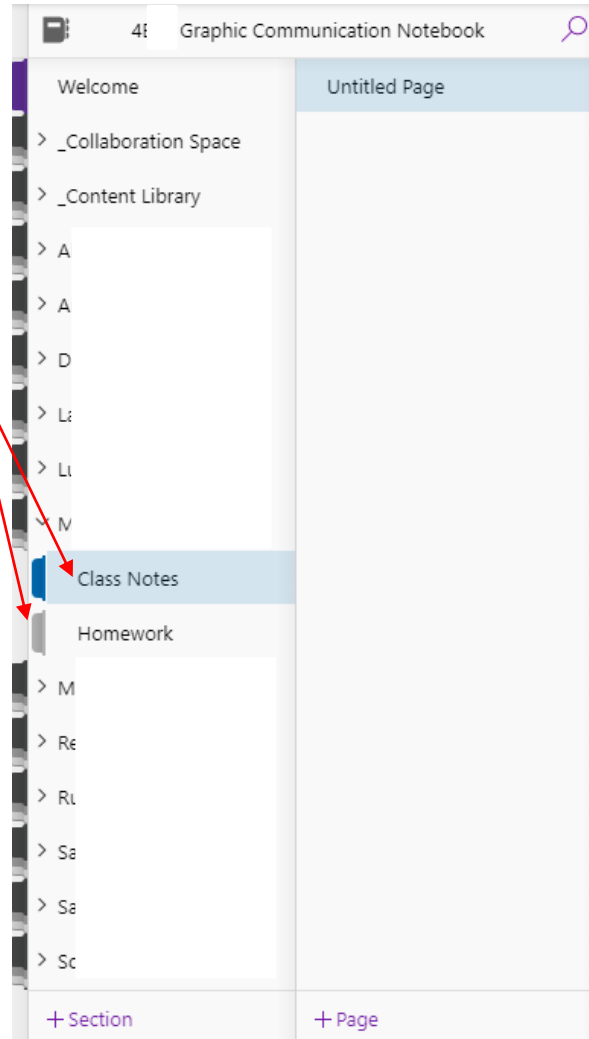 Graphic Communication Notebook
Welcome
Untitled Page
_Collaboration Space
_Content Library
A
A
D
La
Lu
M
Class Notes
Homework
M
Re
Ru
Sa
Sa
Sc
+ Section
+ Page